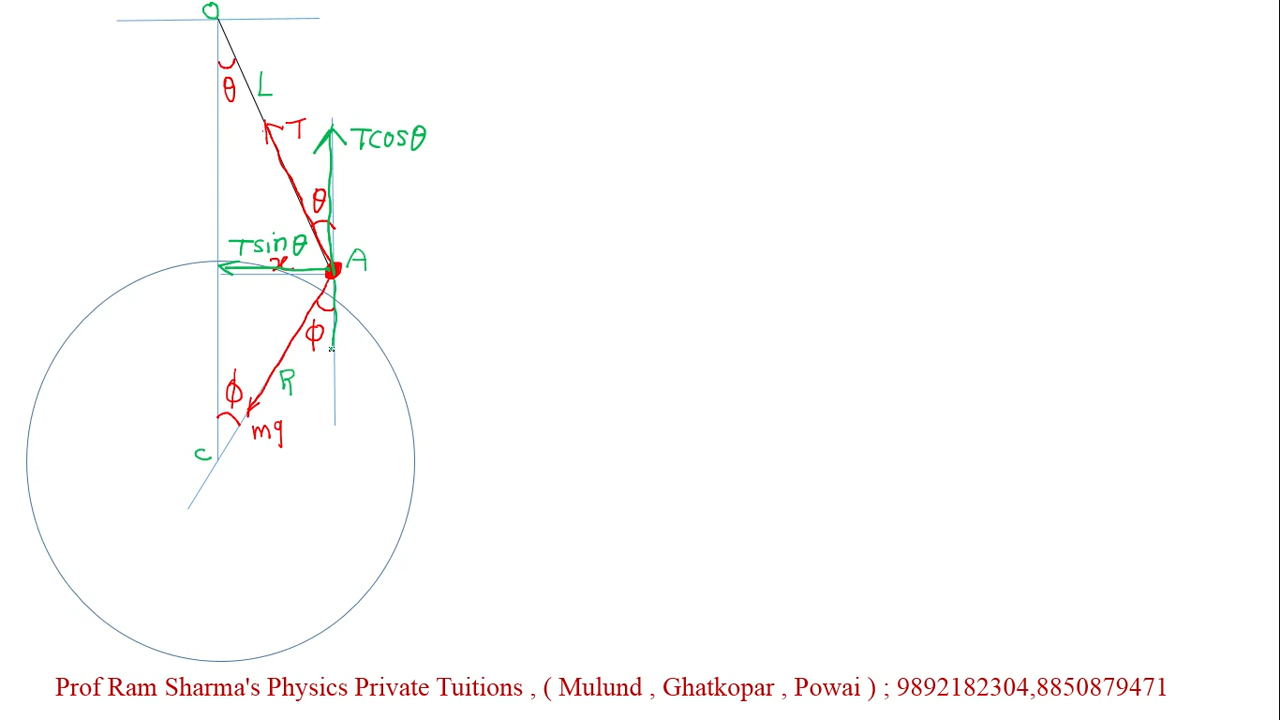 O
θ
L
T
Tcosθ
θ
Tsinθ
x
A
ϕ
R
ϕ
mg
C
Prof Ram Sharma's Physics Private Tuitions , ( Mulund , Ghatkopar , Powai ) ; 9892182304,8850879471